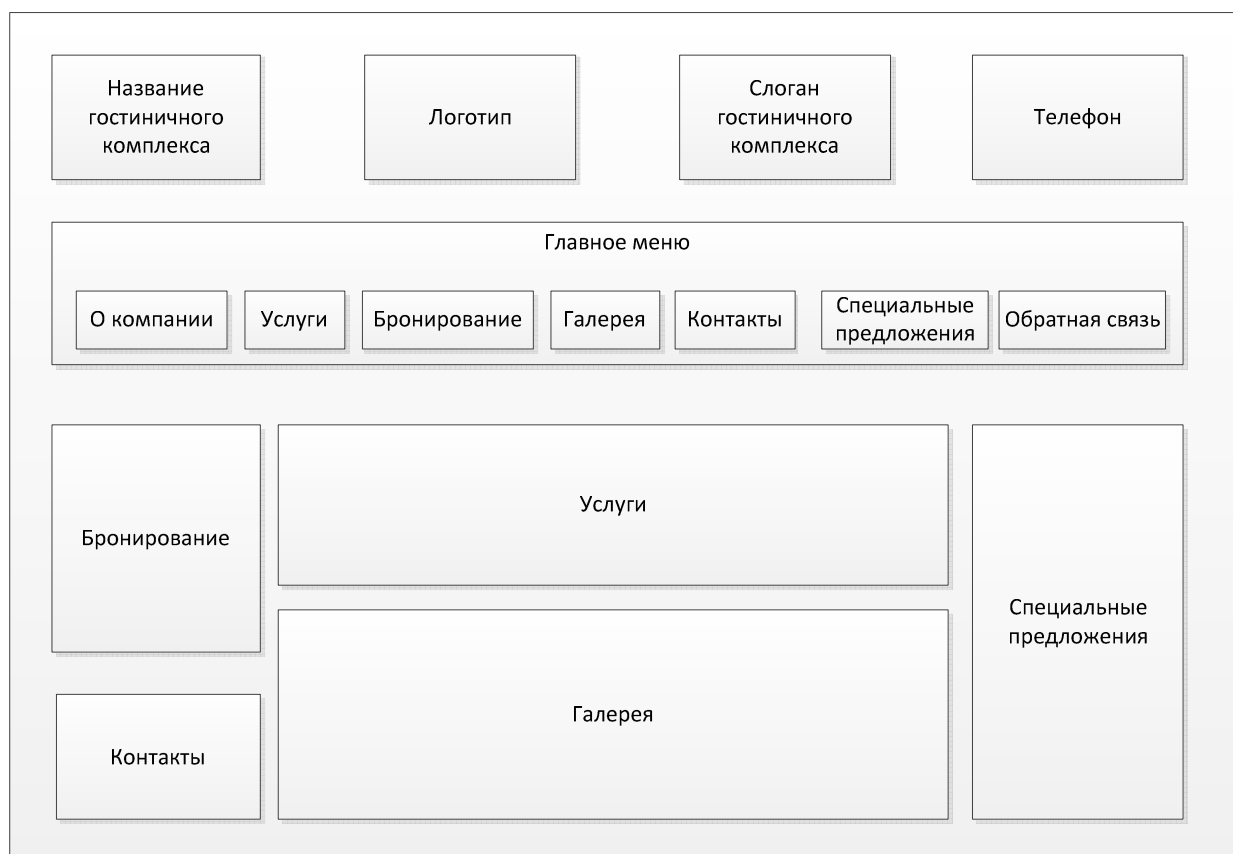 Название
гостиничного
комплекса
Логотип
Слоган
гостиничного
комплекса
Телефон
Главное меню
О компании
Услуги
Бронирование
Галерея
Контакты
Специальные
предложения
Обратная связь
Бронирование
Услуги
Специальные
предложения
Галерея
Контакты